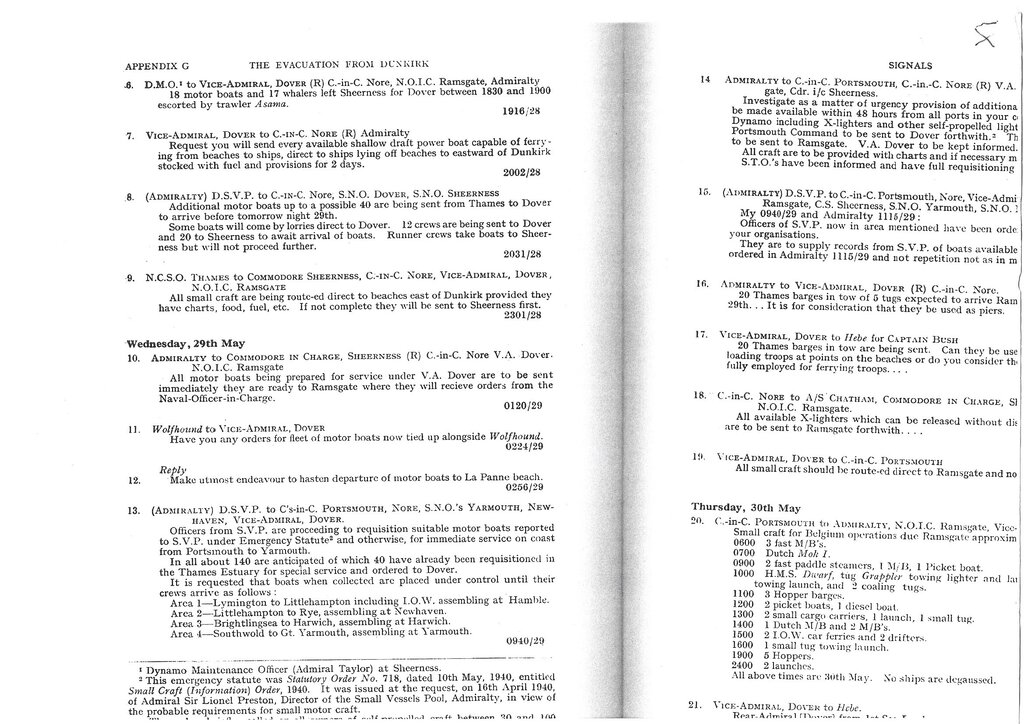 APPENDIX G THE EVACUATION FROM DUNKIRK
6. D.M.O.¹ to VICE-ADMIRAL, DOVER (R) C.-in-C. Nore, N.O.I.C. Ramsgate, Admiralty
18 motor boats and 17 whalers left Sheerness for Dover between 1830 and 1900
escorted by trawler Asama.
1916/28
7. VICE-ADMIRAL, DOVER to C.-IN-C. NORE (R) Admiralty
Request you will send every available shallow draft power boat capable of ferry-
ing from beaches to ships, direct to ships lying off beaches to eastward of Dunkirk
stocked with fuel and provisions for 2 days.
2002/28
8. (ADMIRALTY) D.S.V.P. to C.-IN-C. NORE, S.N.O. DOVER, S.N.O. SHEERNESS
Additional motor boats up to a possible 40 are being sent from Thames to Dover
to arrive before tomorrow night 29th.
Some boats will come by lorries direct to Dover. 12 crews are being sent to Dover
and 20 to Sheerness to await arrival of boats. Runner crews take boats to Sheer-
ness but will not proceed further.
2031/28
9. N.C.S.O. THAMES to COMMODORE SHEERNESS, C.-IN-C. NORE, VICE-ADMIRAL, DOVER,
N.O.I.C. RAMSGATE
All small craft are being route-ed direct to beaches east of Dunkirk provided they
have charts, food, fuel, etc. If not complete they will be sent to Sheerness first.
2301/28
Wednesday, 29th May
10. ADMIRALTY to COMMODORE IN CHARGE, SHEERNESS (R) C.-in-C. Nore V.A. Dover.
N.O.I.C. Ramsgate
All motor boats being prepared for service under V.A. Dover are to be sent
immediately they are ready to Ramsgate where they will recieve orders from the
Naval-Officer-in-Charge.
0120/29
11. Wolfhound to VICE-ADMIRAL, DOVER
Have you any orders for fleet of motor boats now tied up alongside Wolfhound.
0224/29
Reply
12. Make utmost endeavour to hasten departure of motor boats to La Panne beach.
0256/29
13. (ADMIRALTY) D.S.V.P. to C's-in-C. PORTSMOUTH, NORE, S.N.O.'S YARMOUTH, NEW-
HAVEN, VICE-ADMIRAL, DOVER.
Officers from S.V.P. are proceeding to requisition suitable motor boats reported
to S.V.P. under Emergency Statute² and otherwise, for immediate service on coast
from Portsmouth to Yarmouth.
In all about 140 are anticipated of which 40 have already been requisitioned in
the Thames Estuary for special service and ordered to Dover.
It is requested that boats when collected are placed under control until their
crews arrive as follows :
Area 1—Lymington to Littlehampton including I.O.W. assembling at Hamble.
Area 2—Littlehampton to Rye, assembling at Newhaven.
Area 3—Brightlingsea to Harwich, assembling at Harwich.
Area 4—Southwold to Gt. Yarmouth, assembling at Yarmouth.
0940/29
¹ Dynamo Maintenance Officer (Admiral Taylor) at Sheerness.
² This emergency statute was Statutory Order No. 718, dated 10th May, 1940, entitled
Small Craft (Information) Order, 1940. It was issued at the request, on 16th April 1940,
of Admiral Sir Lionel Preston, Director of the Small Vessels Pool, Admiralty, in view of
the probable requirements for small motor craft.
SIGNALS
14 ADMIRALTY to C.-in-C. PORTSMOUTH, C.-in.-C. NORE (R) V.A.
gate, Cdr. i/c Sheerness.
Investigate as a matter of urgency provision of additiona
be made available within 48 hours from all ports in your c
Dynamo including X-lighters and other self-propelled light
Portsmouth Command to be sent to Dover forthwith.² Th
to be sent to Ramsgate. V.A. Dover to be kept informed.
All craft are to be provided with charts and if necessary m
S.T.O.'s have been informed and have full requisitioning
15. (ADMIRALTY) D.S.V.P. to C.-in-C. Portsmouth, Nore, Vice-Admi
Ramsgate, C.S. Sheerness, S.N.O. Yarmouth, S.N.O.
My 0940/29 and Admiralty 1115/29 :
Officers of S.V.P. now in area mentioned have been orde
your organisations.
They are to supply records from S.V.P. of boats available
ordered in Admiralty 1115/29 and not repetition not as in m
16. ADMIRALTY to VICE-ADMIRAL, DOVER (R) C.-in-C. Nore.
20 Thames barges in tow of 5 tugs expected to arrive Ram
29th. . . It is for consideration that they be used as piers.
17. VICE-ADMIRAL, DOVER to Hebe for CAPTAIN BUSH
20 Thames barges in tow are being sent. Can they be use
loading troops at points on the beaches or do you consider th
fully employed for ferrying troops. . . .
18. C.-in-C. NORE to A/S CHATHAM, COMMODORE IN CHARGE, SI
N.O.I.C. Ramsgate.
All available X-lighters which can be released without dis
are to be sent to Ramsgate forthwith. . . .
19. VICE-ADMIRAL, DOVER to C.-in-C. PORTSMOUTH
All small craft should be route-ed direct to Ramsgate and no
Thursday, 30th May
20. C.-in-C. PORTSMOUTH to ADMIRALTY, N.O.I.C. Ramsgate, Vice-
Small craft for Belgium operations due Ramsgate approxim
0600 3 fast M/B's.
0700 Dutch Mok I.
0900 2 fast paddle steamers, 1 M/B, 1 Picket boat.
1000 H.M.S. Dwarf, tug Grappler towing lighter and lau
towing launch, and 2 coaling tugs.
1100 3 Hopper barges.
1200 2 picket boats, 1 diesel boat.
1300 2 small cargo carriers, 1 launch, 1 small tug.
1400 1 Dutch M/B and 2 M/B's.
1500 2 I.O.W. car ferries and 2 drifters.
1600 1 small tug towing launch.
1900 5 Hoppers.
2400 2 launches.
All above times are 30th May. No ships are degaussed.
21. VICE-ADMIRAL, DOVER to Hebe.